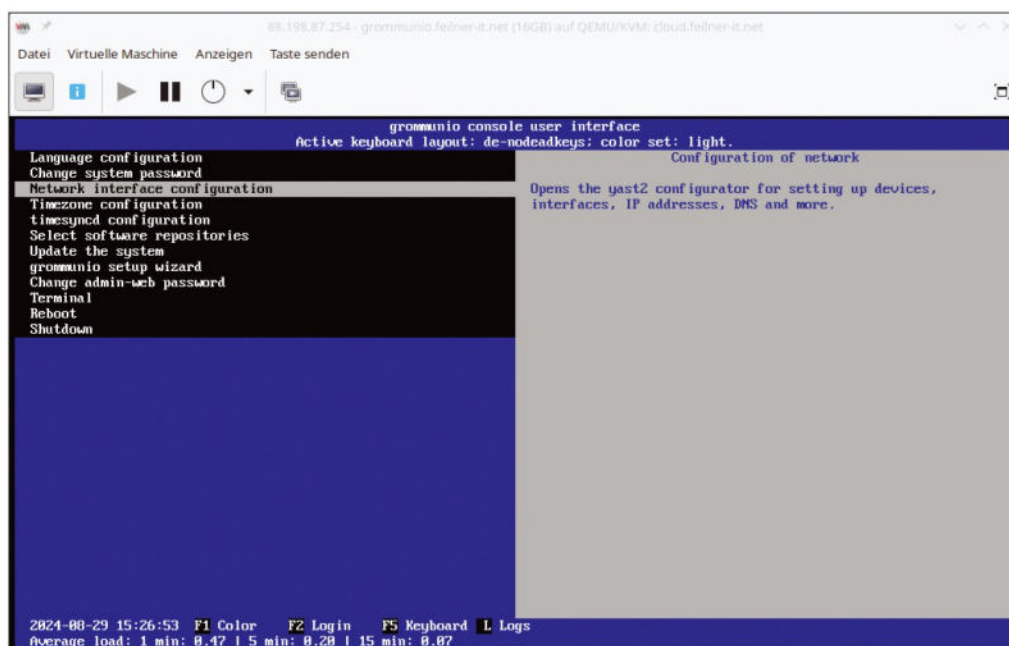 88.198.87.254 - grommunio.feilner-it.net (16GB) auf QEMU/KVM: cloud.feilner-it.net
Datei Virtuelle Maschine Anzeigen Taste senden
grommunio console user interface
Active keyboard layout: de-nodeadkeys; color set: light.
Language configuration
Change system password
Network interface configuration
Timezone configuration
timesyncd configuration
Select software repositories
Update the system
grommunio setup wizard
Change admin-web password
Terminal
Reboot
Shutdown
Configuration of network
Opens the yast2 configurator for setting up devices,
interfaces, IP addresses, DNS and more.
2024-08-29 15:26:53 F1 Color F2 Login F5 Keyboard L Logs
Average load: 1 min: 0.47 | 5 min: 0.20 | 15 min: 0.07